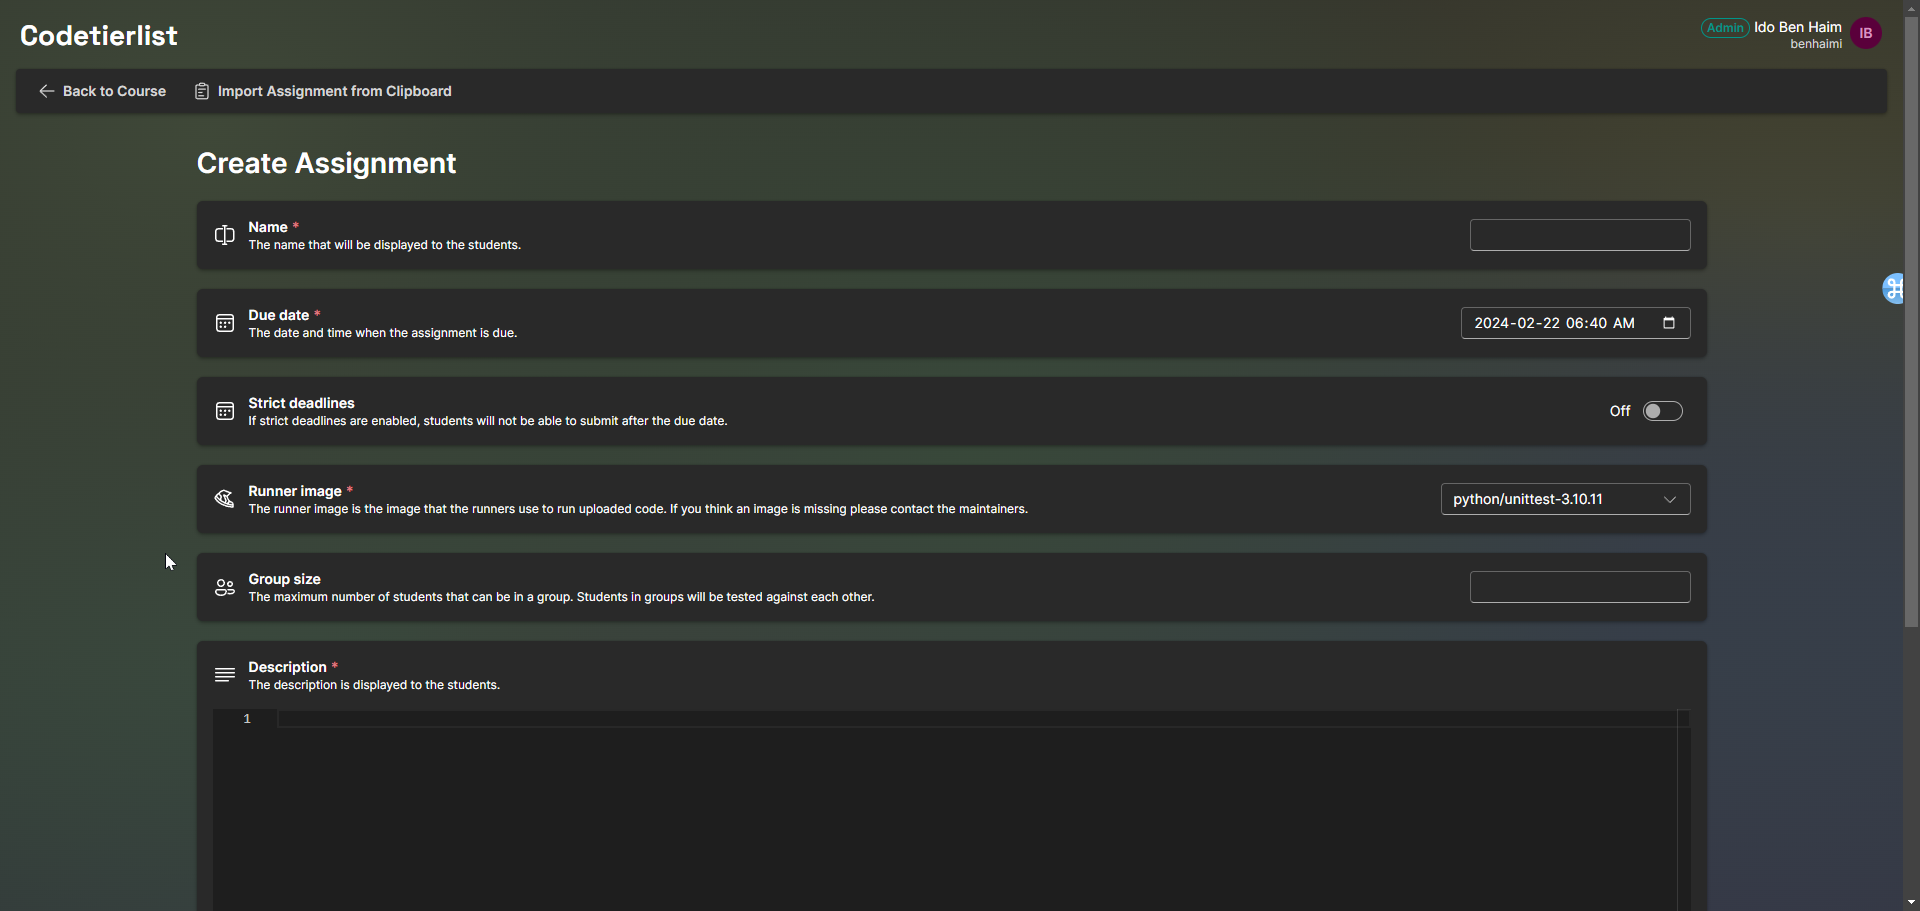 Codetierlist
Admin Ido Ben Haim
benhaimi
IB
Back to Course
Import Assignment from Clipboard
Create Assignment
Name *
The name that will be displayed to the students.
Due date *
The date and time when the assignment is due.
2024-02-22 06:40 AM
Strict deadlines
If strict deadlines are enabled, students will not be able to submit after the due date.
Off
Runner image *
The runner image is the image that the runners use to run uploaded code. If you think an image is missing please contact the maintainers.
python/unittest-3.10.11
Group size
The maximum number of students that can be in a group. Students in groups will be tested against each other.
Description *
The description is displayed to the students.
1